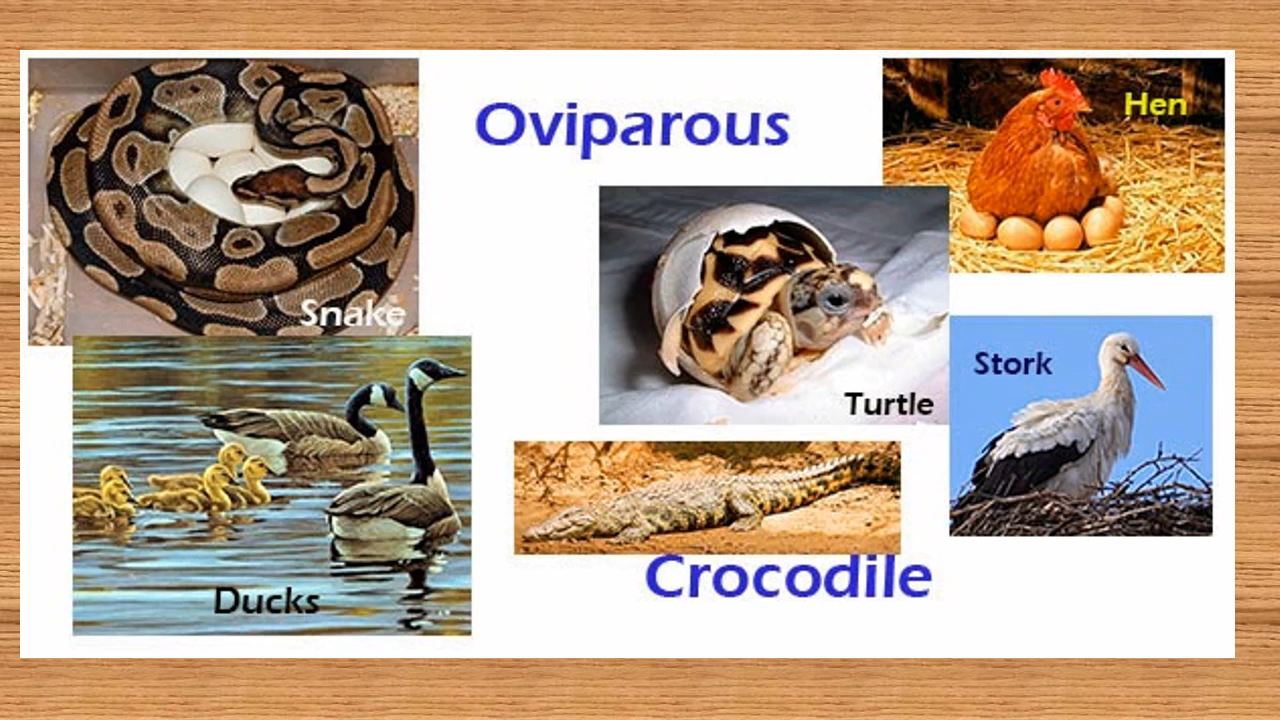 Oviparous
Hen
Snake
Turtle
Stork
Crocodile
Ducks